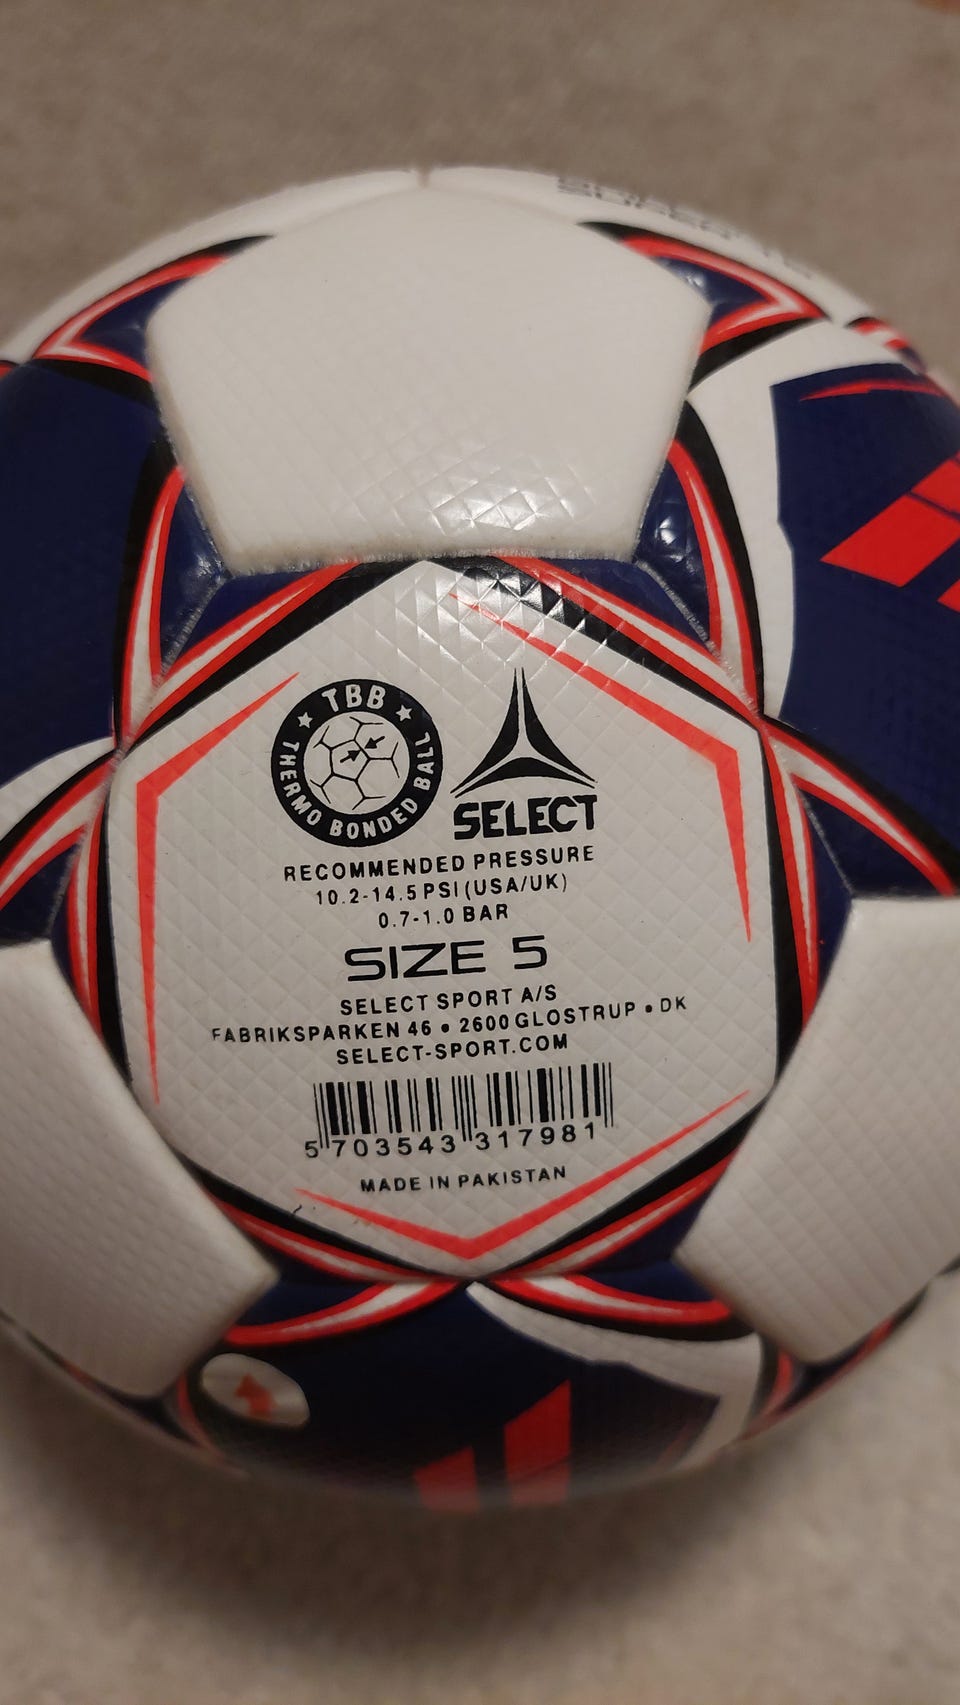 TBB
THERMO BONDED BALL
SELECT
RECOMMENDED PRESSURE
10.2-14.5 PSI (USA/UK)
0.7-1.0 BAR
SIZE 5
SELECT SPORT A/S
FABRIKSPARKEN 46 • 2600 GLOSTRUP • DK
SELECT-SPORT.COM
5 703543 317981
MADE IN PAKISTAN